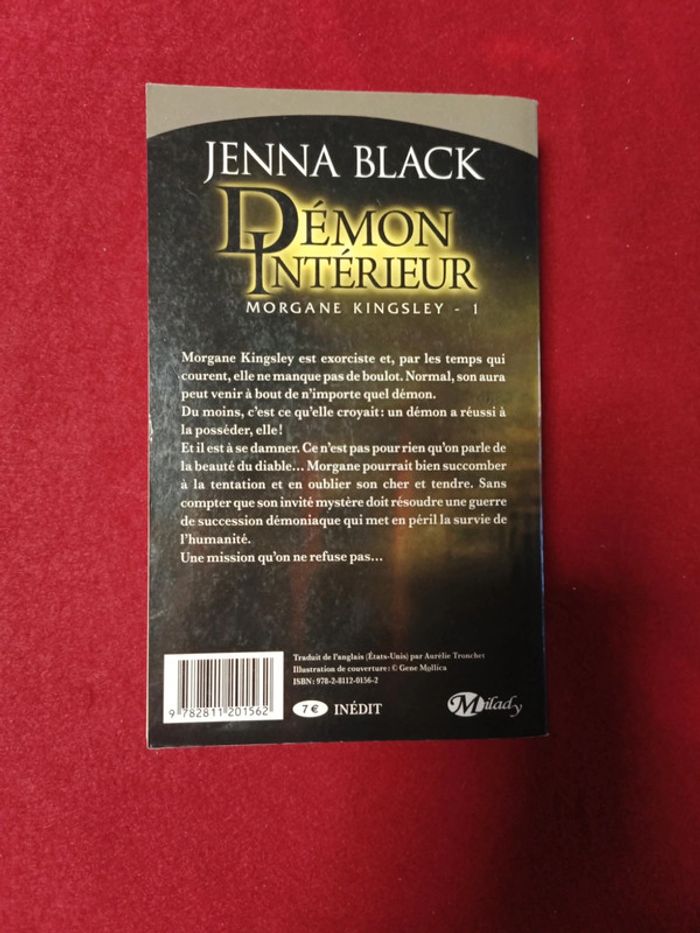 JENNA BLACK
DÉMON
INTÉRIEUR
MORGANE KINGSLEY - 1
Morgane Kingsley est exorciste et, par les temps qui
courent, elle ne manque pas de boulot. Normal, son aura
peut venir à bout de n'importe quel démon.
Du moins, c'est ce qu'elle croyait : un démon a réussi à
la posséder, elle !
Et il est à se damner. Ce n'est pas pour rien qu'on parle de
la beauté du diable... Morgane pourrait bien succomber
à la tentation et en oublier son cher et tendre. Sans
compter que son invité mystère doit résoudre une guerre
de succession démoniaque qui met en péril la survie de
l'humanité.
Une mission qu'on ne refuse pas...
Traduit de l'anglais (États-Unis) par Aurélie Tronchet
Illustration de couverture : © Gene Mollica
ISBN : 978-2-8112-0156-2
9 782811 201562
7 € INÉDIT
Milady